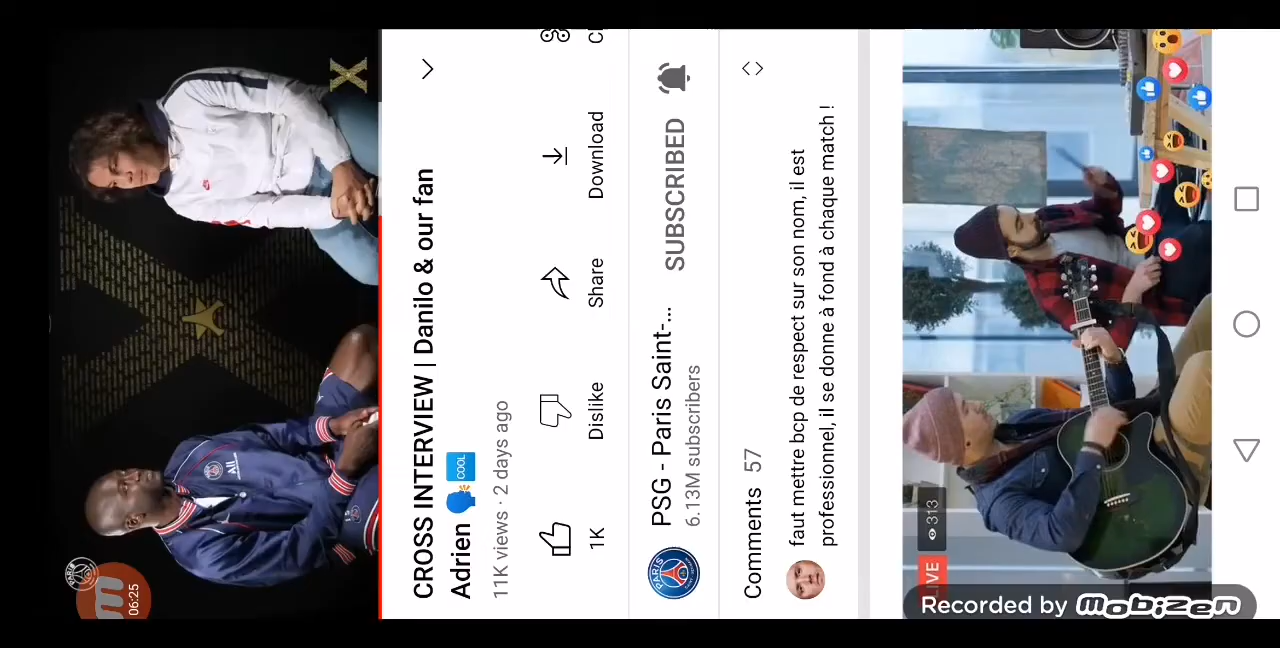 CROSS INTERVIEW | Danilo & our fan
Adrien 🗣️ COOL
11K views · 2 days ago
1K
Dislike
Share
Download
PSG - Paris Saint-...
6.13M subscribers
SUBSCRIBED
Comments 57
faut mettre bcp de respect sur son nom, il est
professionnel, il se donne à fond à chaque match !
LIVE
313
06:25
PARIS
ALL
Recorded by mobizen